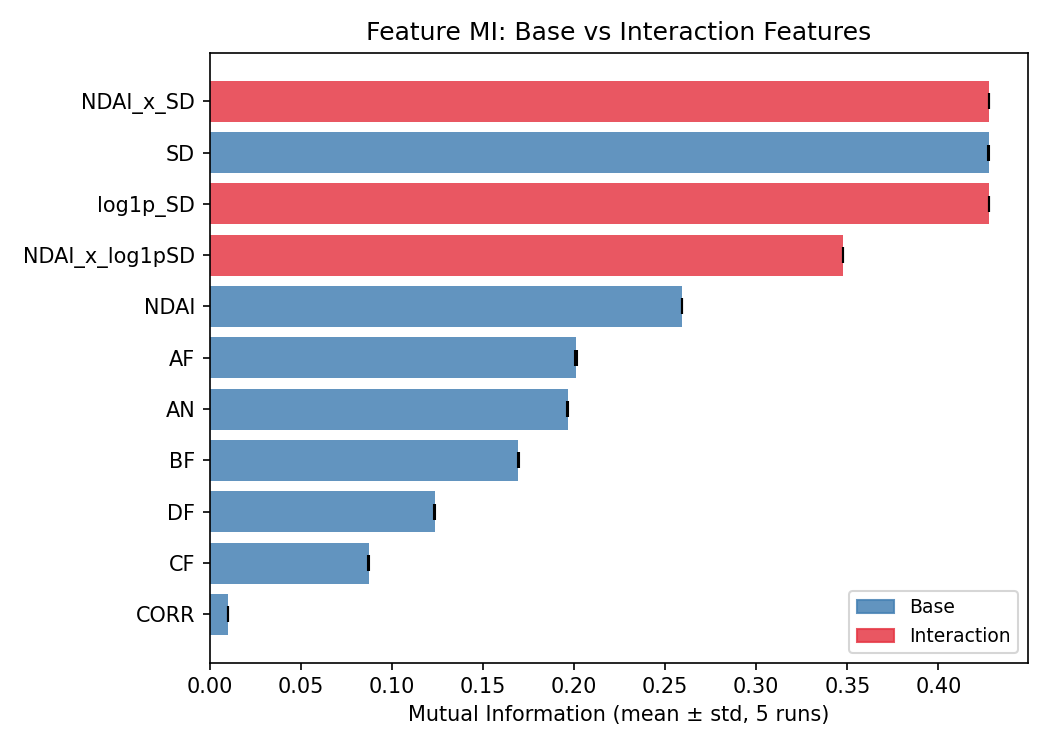 Feature MI: Base vs Interaction Features
NDAI_x_SD
SD
log1p_SD
NDAI_x_log1pSD
NDAI
AF
AN
BF
DF
CF
CORR
Base
Interaction
0.00 0.05 0.10 0.15 0.20 0.25 0.30 0.35 0.40
Mutual Information (mean ± std, 5 runs)